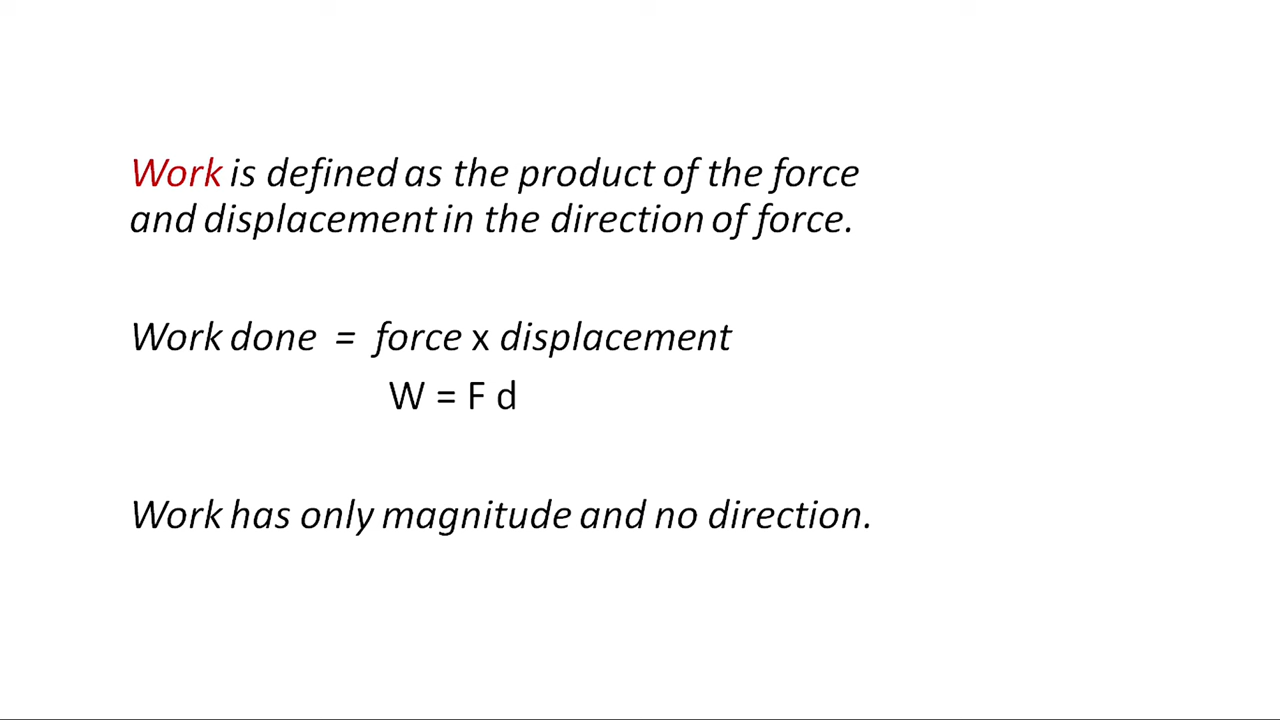 Work is defined as the product of the force
and displacement in the direction of force.
Work done = force x displacement
W = F d
Work has only magnitude and no direction.